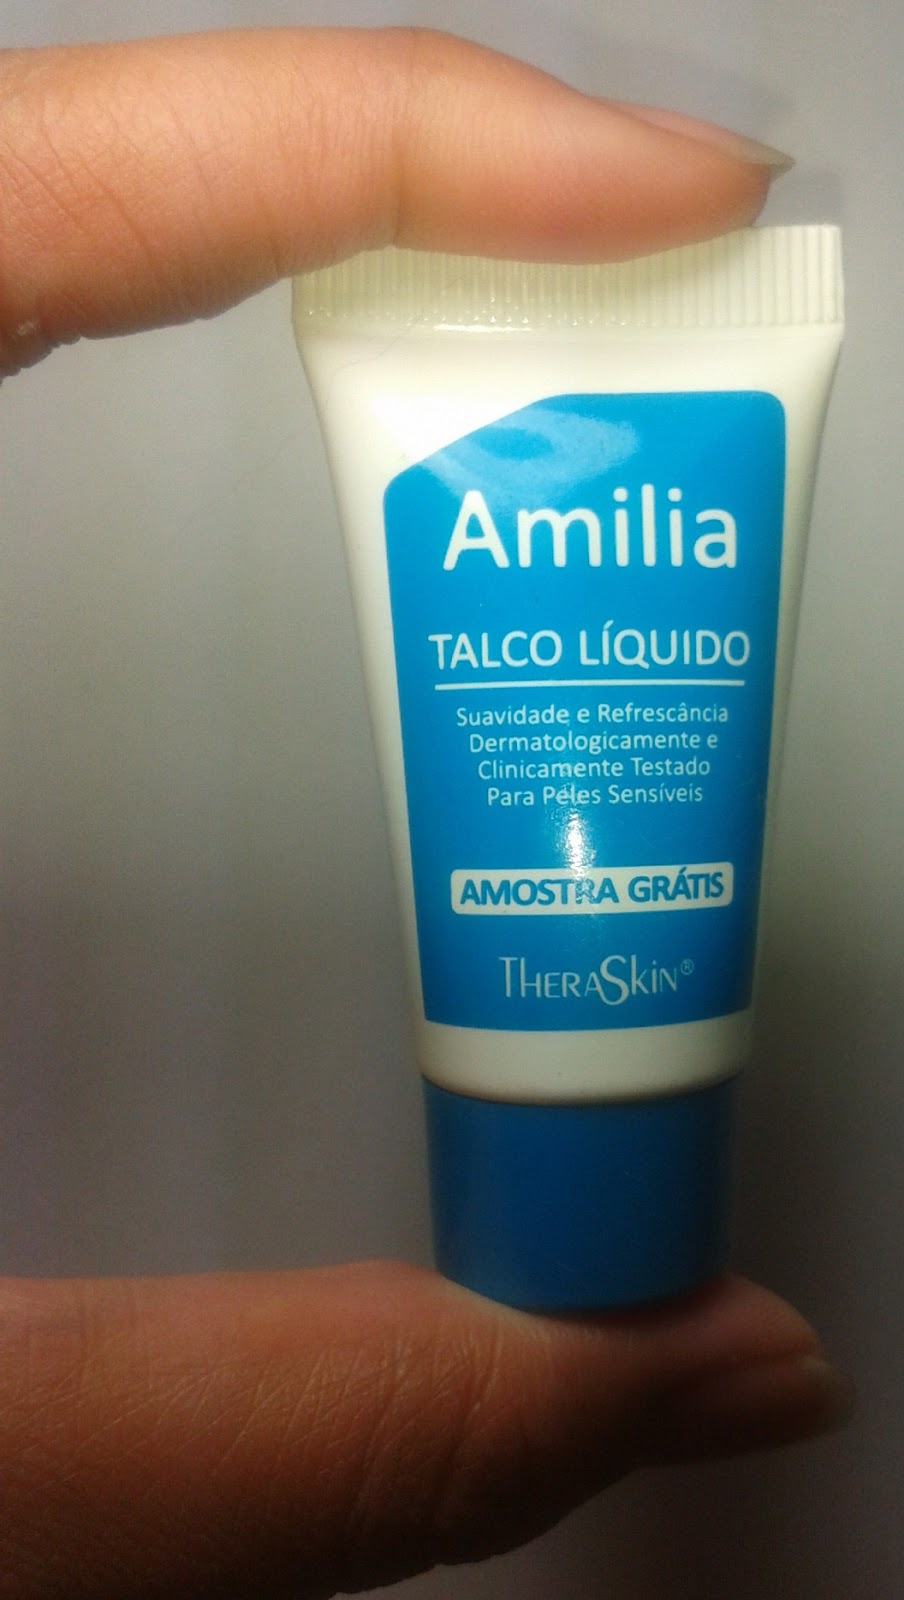 Amilia
TALCO LÍQUIDO
Suavidade e Refrescância
Dermatologicamente e
Clinicamente Testado
Para Peles Sensíveis
AMOSTRA GRÁTIS
THERASKIN®